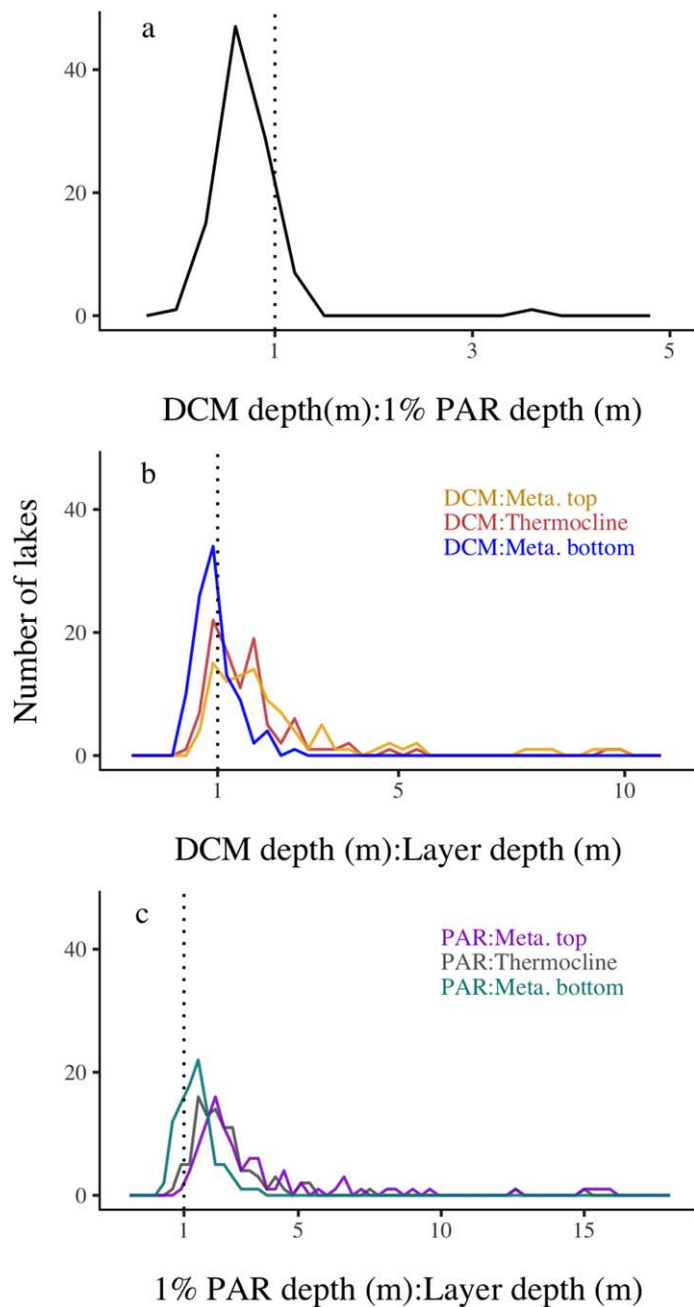 a
40
20
0
1 3 5
DCM depth(m):1% PAR depth (m)
Number of lakes
b
DCM:Meta. top
DCM:Thermocline
DCM:Meta. bottom
40
20
0
1 5 10
DCM depth (m):Layer depth (m)
c
PAR:Meta. top
PAR:Thermocline
PAR:Meta. bottom
40
20
0
1 5 10 15
1% PAR depth (m):Layer depth (m)